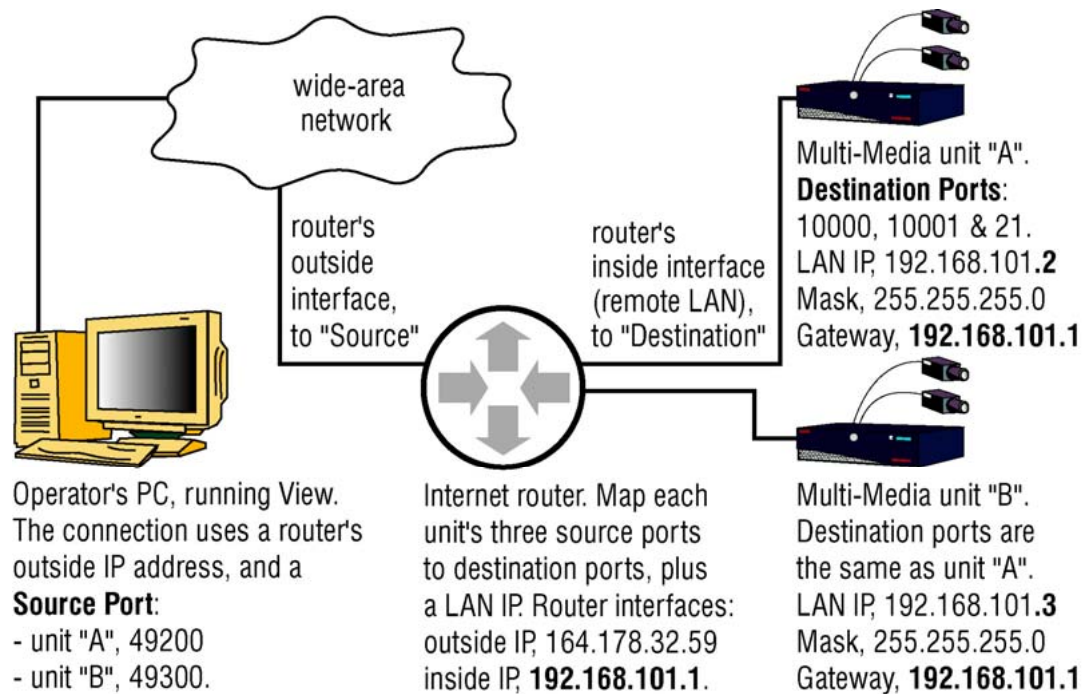 wide-area
network
router's
outside
interface,
to "Source"
router's
inside interface
(remote LAN),
to "Destination"
Multi-Media unit "A".
Destination Ports:
10000, 10001 & 21.
LAN IP, 192.168.101.2
Mask, 255.255.255.0
Gateway, 192.168.101.1
Operator's PC, running View.
The connection uses a router's
outside IP address, and a
Source Port:
- unit "A", 49200
- unit "B", 49300.
Internet router. Map each
unit's three source ports
to destination ports, plus
a LAN IP. Router interfaces:
outside IP, 164.178.32.59
inside IP, 192.168.101.1.
Multi-Media unit "B".
Destination ports are
the same as unit "A".
LAN IP, 192.168.101.3
Mask, 255.255.255.0
Gateway, 192.168.101.1